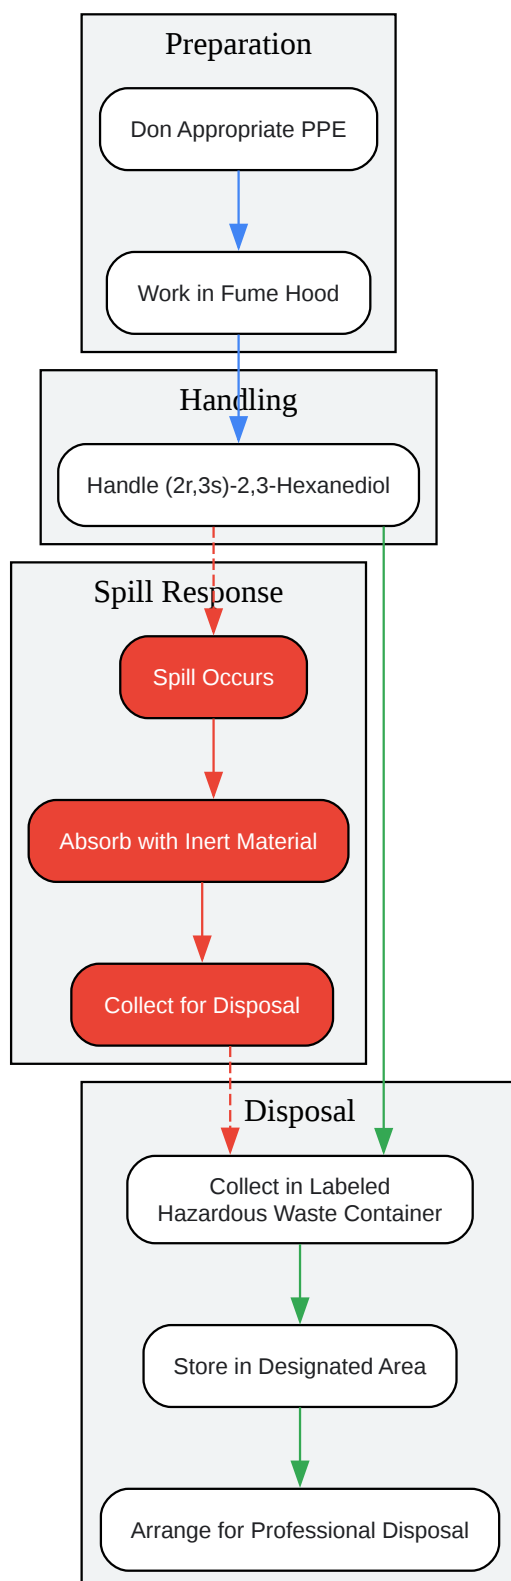 Preparation
Don Appropriate PPE
Work in Fume Hood
Handling
Handle (2r,3s)-2,3-Hexanediol
Spill Response
Spill Occurs
Absorb with Inert Material
Collect for Disposal
Disposal
Collect in Labeled
Hazardous Waste Container
Store in Designated Area
Arrange for Professional Disposal